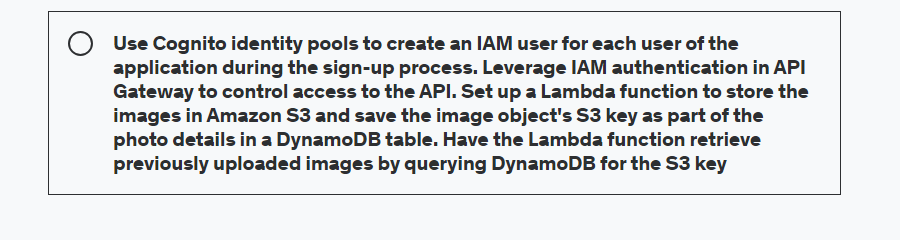 Use Cognito identity pools to create an IAM user for each user of the
application during the sign-up process. Leverage IAM authentication in API
Gateway to control access to the API. Set up a Lambda function to store the
images in Amazon S3 and save the image object's S3 key as part of the
photo details in a DynamoDB table. Have the Lambda function retrieve
previously uploaded images by querying DynamoDB for the S3 key